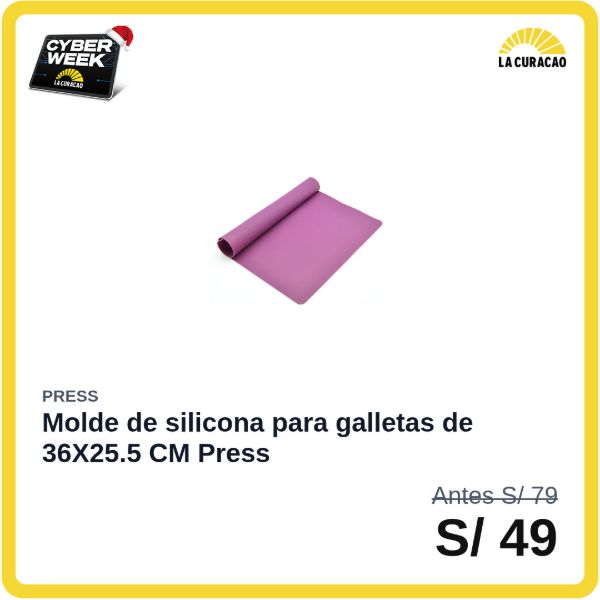 CYBER
WEEK
LA CURACAO
LA CURACAO
PRESS
Molde de silicona para galletas de
36X25.5 CM Press
Antes S/ 79
S/ 49